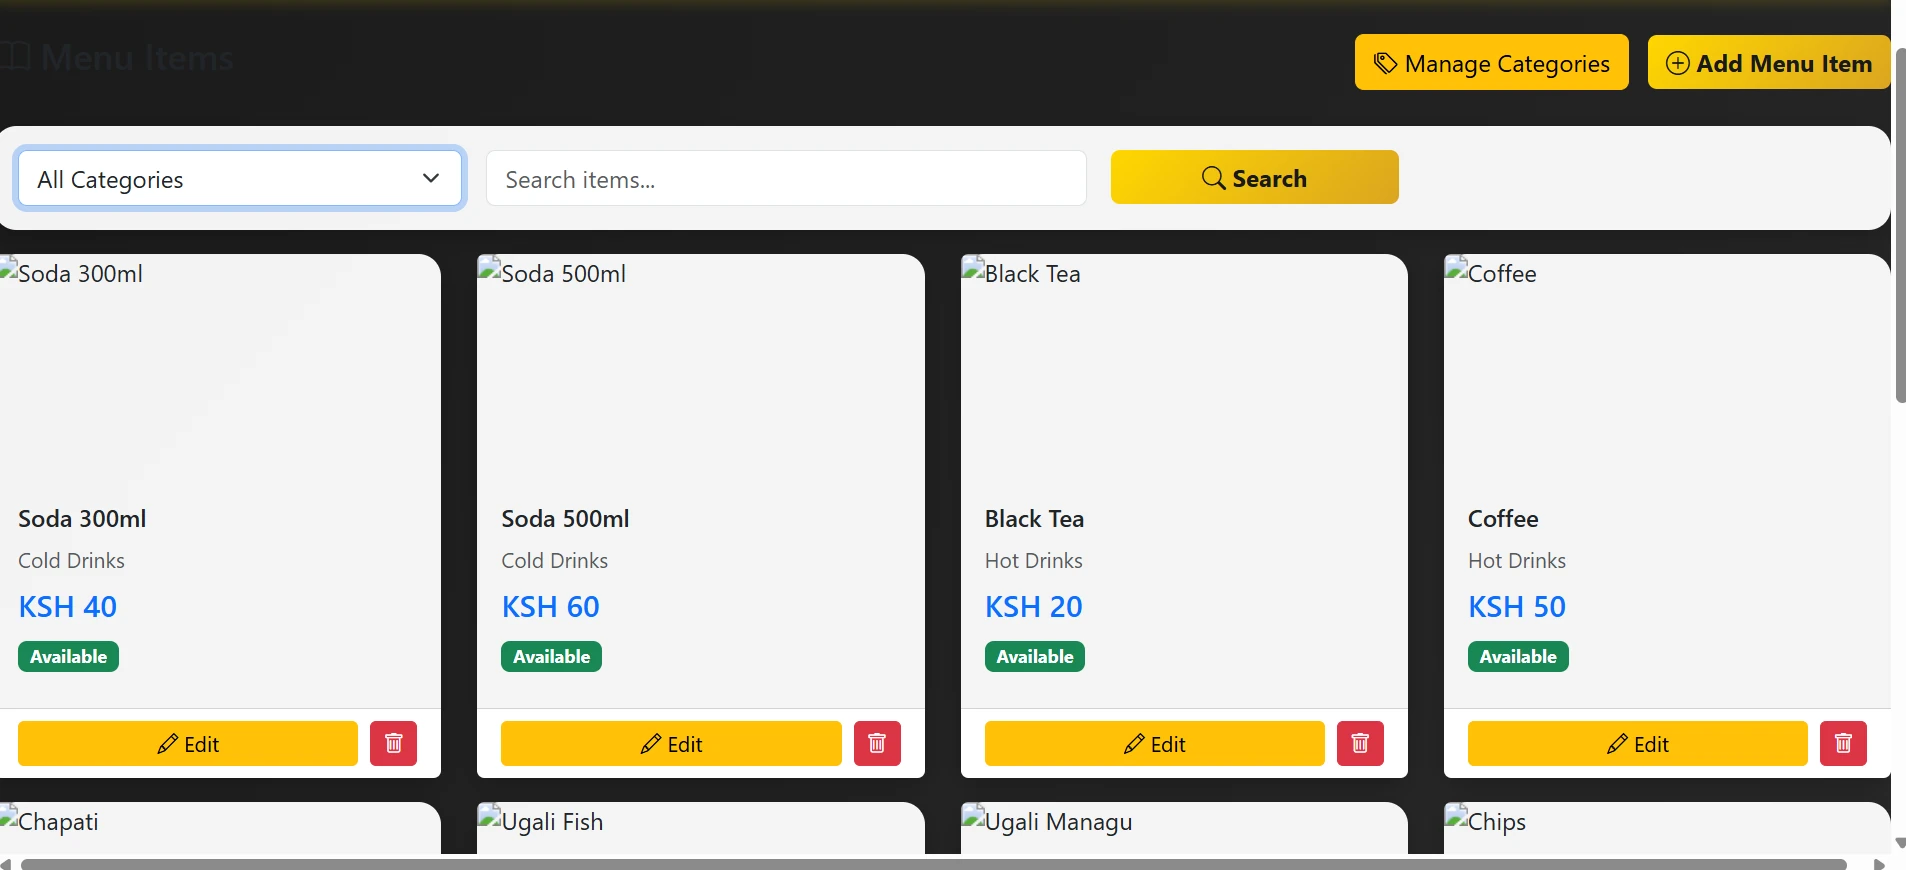 Menu Items
Manage Categories
Add Menu Item
All Categories
Search items...
Search
Soda 300ml
Soda 500ml
Black Tea
Coffee
Soda 300ml
Cold Drinks
KSH 40
Available
Edit
Soda 500ml
Cold Drinks
KSH 60
Available
Edit
Black Tea
Hot Drinks
KSH 20
Available
Edit
Coffee
Hot Drinks
KSH 50
Available
Edit
Chapati
Ugali Fish
Ugali Managu
Chips